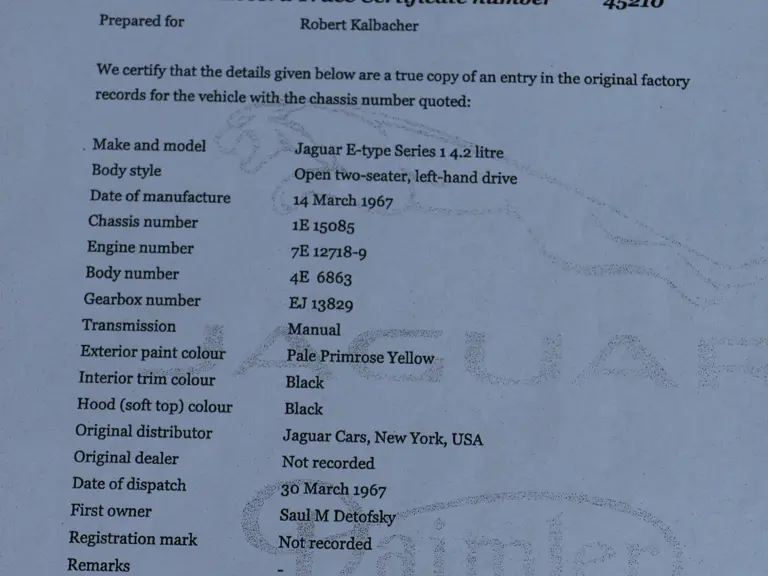 Certificate number 45210
Prepared for Robert Kalbacher
We certify that the details given below are a true copy of an entry in the original factory
records for the vehicle with the chassis number quoted:
Make and model Jaguar E-type Series 1 4.2 litre
Body style Open two-seater, left-hand drive
Date of manufacture 14 March 1967
Chassis number 1E 15085
Engine number 7E 12718-9
Body number 4E 6863
Gearbox number EJ 13829
Transmission Manual
Exterior paint colour Pale Primrose Yellow
Interior trim colour Black
Hood (soft top) colour Black
Original distributor Jaguar Cars, New York, USA
Original dealer Not recorded
Date of dispatch 30 March 1967
First owner Saul M Detofsky
Registration mark Not recorded
Remarks -
JAGUAR
Daimler